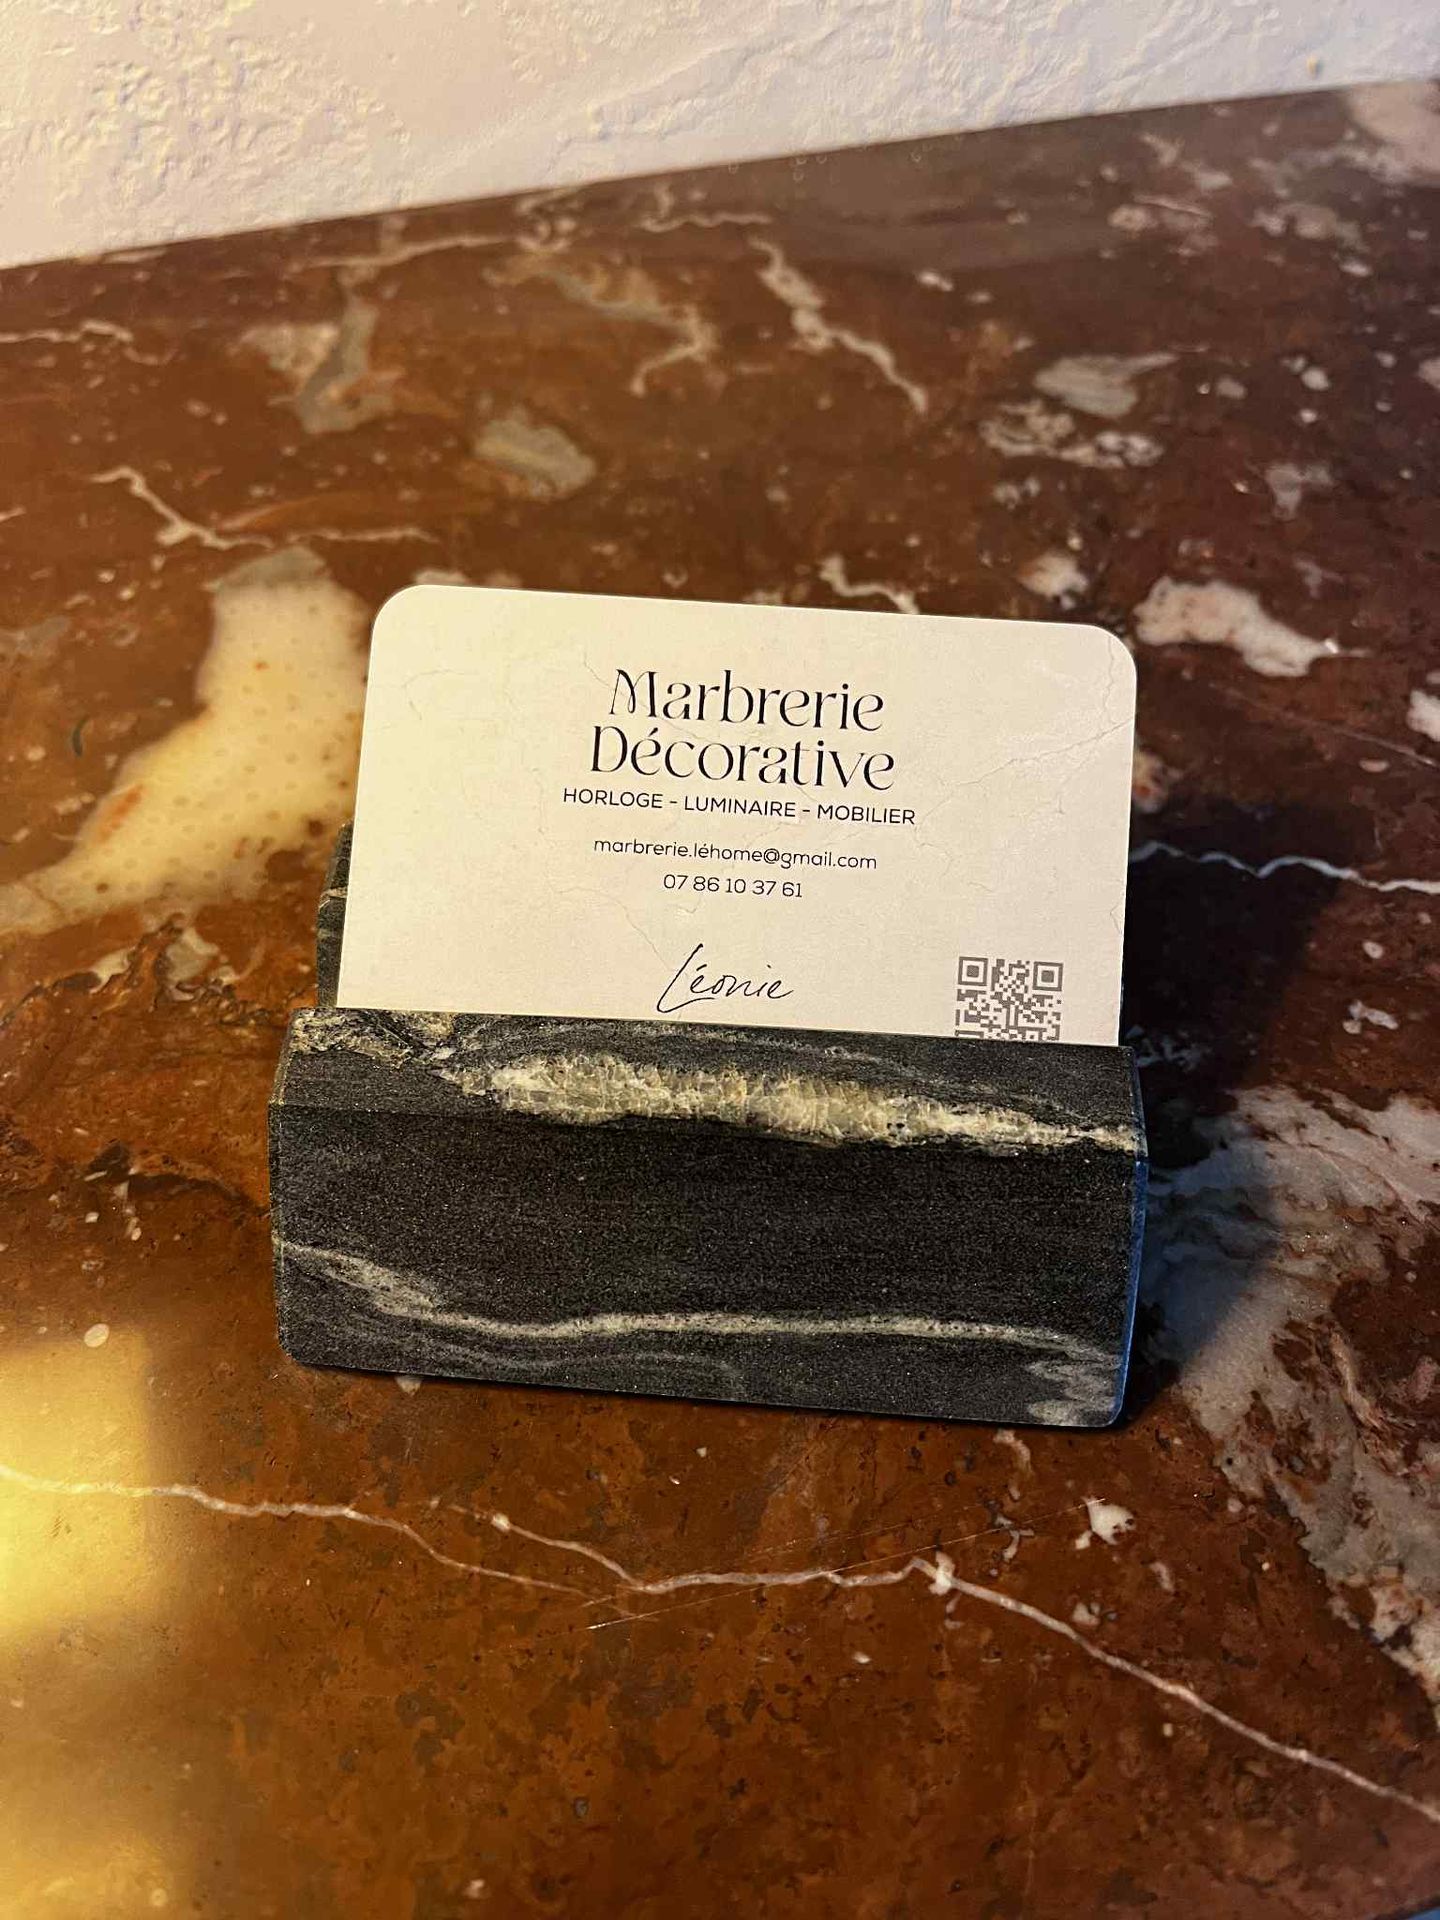 Marbrerie
Décorative
HORLOGE - LUMINAIRE - MOBILIER
marbrerie.léhome@gmail.com
07 86 10 37 61
Léonie